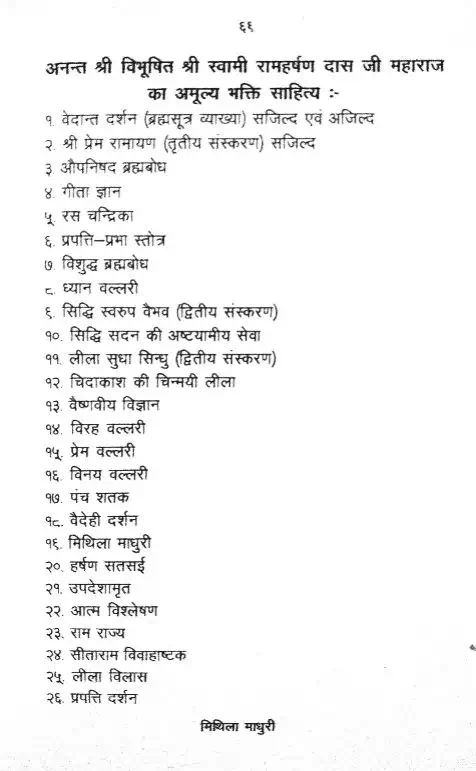 ६६
अनन्त श्री विभूषित श्री स्वामी रामहर्षण दास जी महाराज
का अमूल्य भक्ति साहित्य :-
१. वेदान्त दर्शन (ब्रह्मसूत्र व्याख्या) सजिल्द एवं अजिल्द
२. श्री प्रेम रामायण (तृतीय संस्करण) सजिल्द
३. औपनिषद ब्रह्मबोध
४. गीता ज्ञान
५. रस चन्द्रिका
६. प्रपत्ति-प्रभा स्तोत्र
७. विशुद्ध ब्रह्मबोध
८. ध्यान वल्लरी
९. सिद्धि स्वरुप वैभव (द्वितीय संस्करण)
१०. सिद्धि सदन की अष्टयामीय सेवा
११. लीला सुधा सिन्धु (द्वितीय संस्करण)
१२. चिदाकाश की चिन्मयी लीला
१३. वैष्णवीय विज्ञान
१४. विरह वल्लरी
१५. प्रेम वल्लरी
१६. विनय वल्लरी
१७. पंच शतक
१८. वैदेही दर्शन
१९. मिथिला माधुरी
२०. हर्षण सतसई
२१. उपदेशामृत
२२. आत्म विश्लेषण
२३. राम राज्य
२४. सीताराम विवाहाष्टक
२५. लीला विलास
२६. प्रपत्ति दर्शन
मिथिला माधुरी